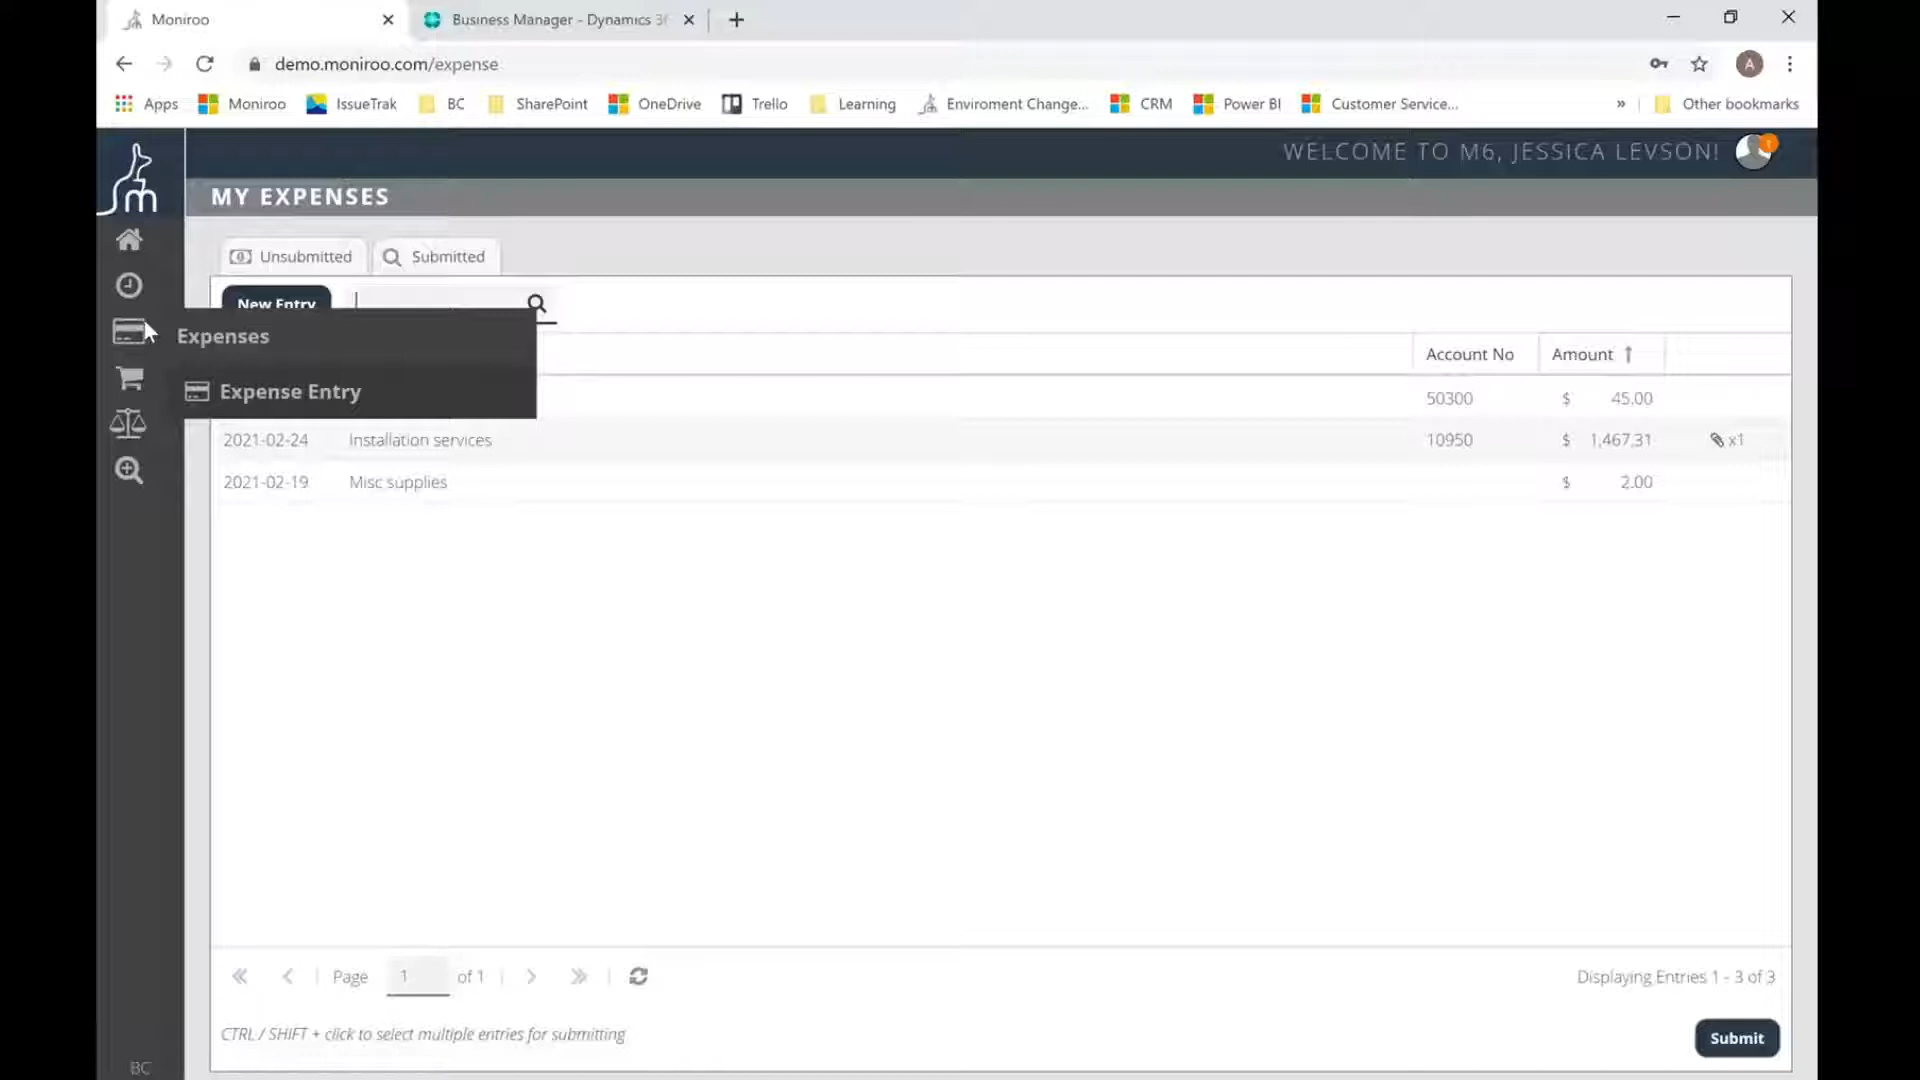 Moniroo
Business Manager - Dynamics 36
demo.moniroo.com/expense
A
Apps Moniroo IssueTrak BC SharePoint OneDrive Trello Learning Enviroment Change... CRM Power BI Customer Service... » Other bookmarks
m
WELCOME TO M6, JESSICA LEVSON!
MY EXPENSES
Unsubmitted Submitted
New Entry
Expenses
Account No Amount ↑
Expense Entry
50300 $ 45.00
2021-02-24 Installation services 10950 $ 1,467.31 x1
2021-02-19 Misc supplies $ 2.00
Page 1 of 1
Displaying Entries 1 - 3 of 3
CTRL / SHIFT + click to select multiple entries for submitting
Submit
BC